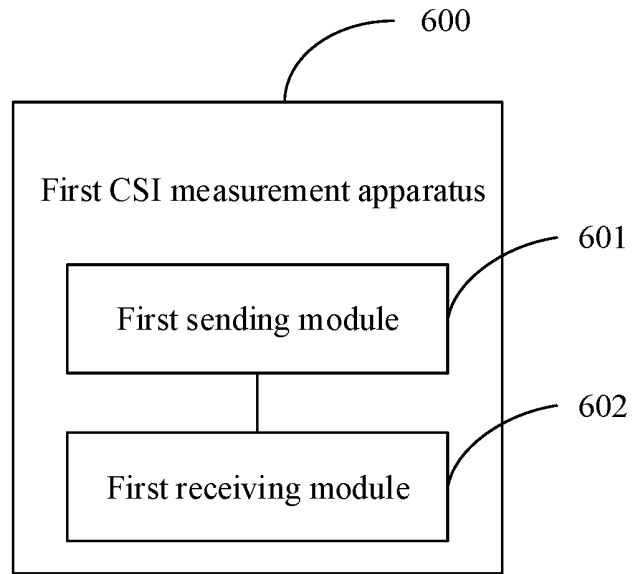 600
First CSI measurement apparatus
601
First sending module
602
First receiving module